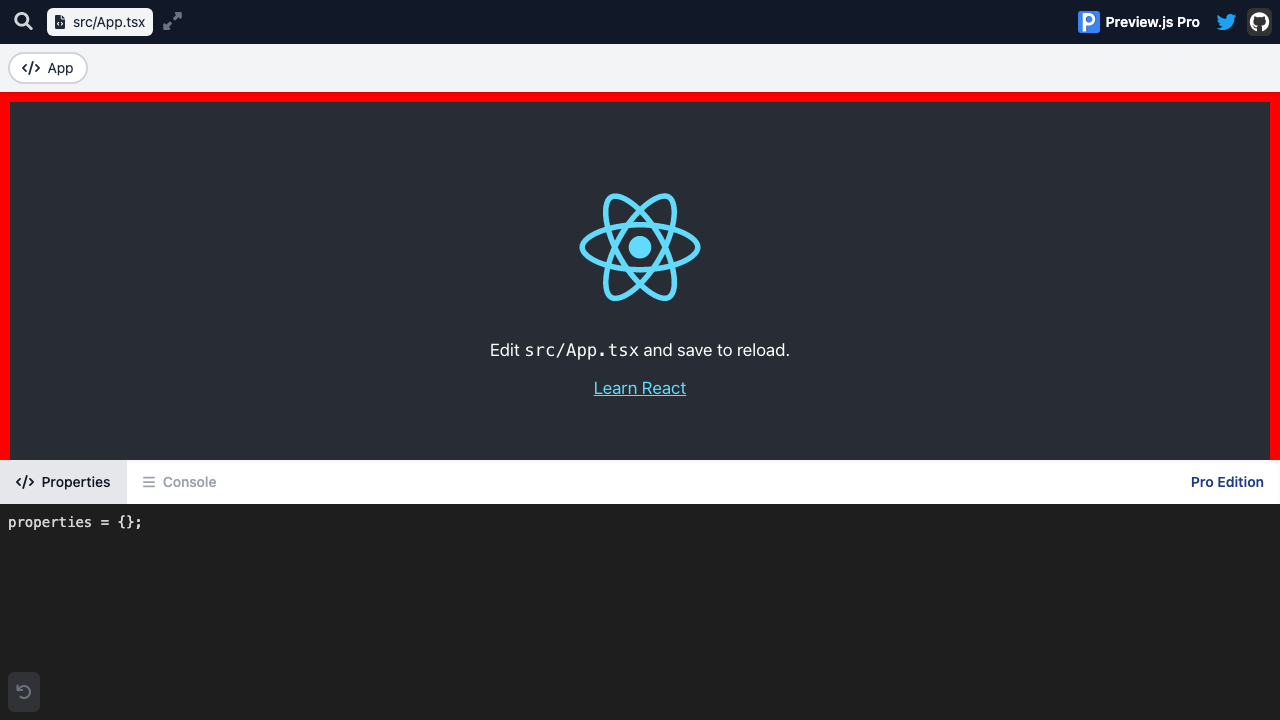 src/App.tsx
Preview.js Pro
</> App
Edit src/App.tsx and save to reload.
Learn React
</> Properties
Console
Pro Edition
properties = {};